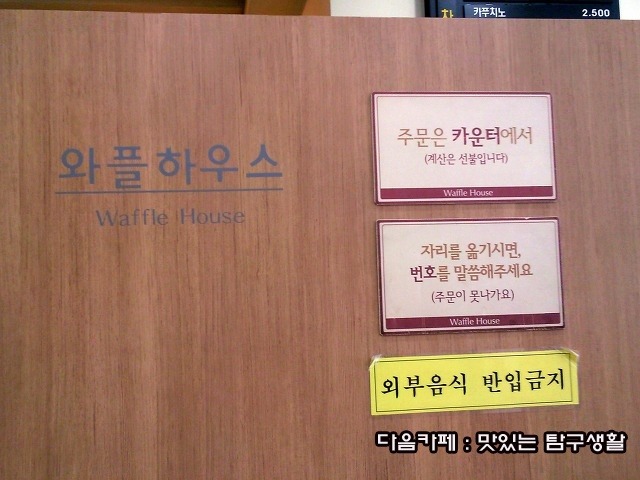 카푸치노 2.500
와플하우스
Waffle House
주문은 카운터에서
(계산은 선불입니다)
Waffle House
자리를 옮기시면,
번호를 말씀해주세요
(주문이 못나가요)
Waffle House
외부음식 반입금지
다음카페 : 맛있는 탐구생활